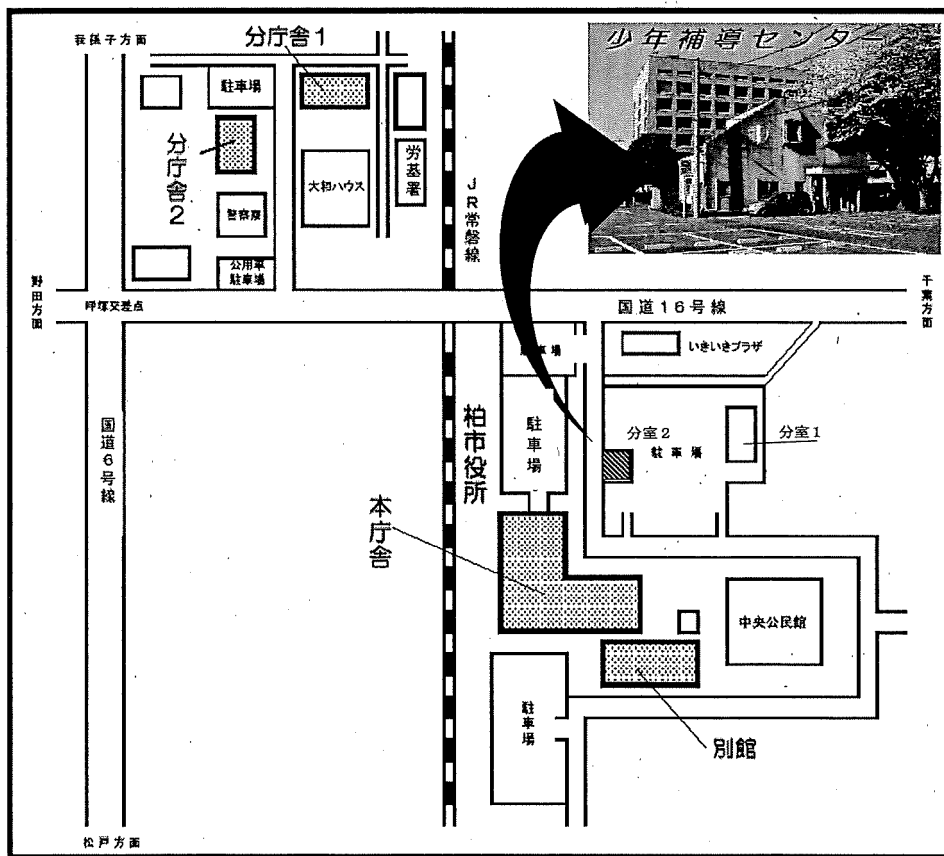 我孫子方面
分庁舎1
少年補導センター
駐車場
分庁舎2
大和ハウス
労基署
警察署
公用車
駐車場
JR常磐線
野田方面
呼塚交差点
国道16号線
千葉方面
駐車場
いきいきプラザ
国道6号線
柏市役所
駐車場
分室2
駐車場
分室1
本庁舎
中央公民館
駐車場
別館
松戸方面